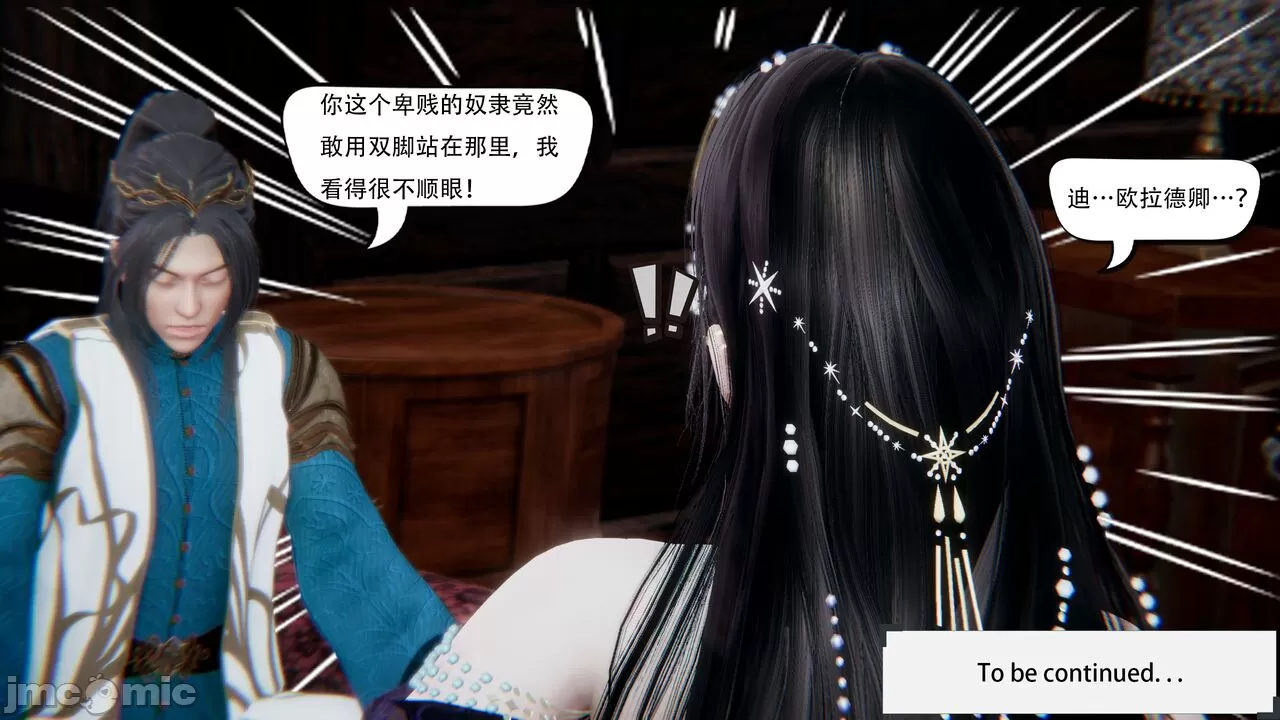 你这个卑贱的奴隶竟然
敢用双脚站在那里，我
看得很不顺眼！
迪…欧拉德卿…？
!!
To be continued...
jmcomic